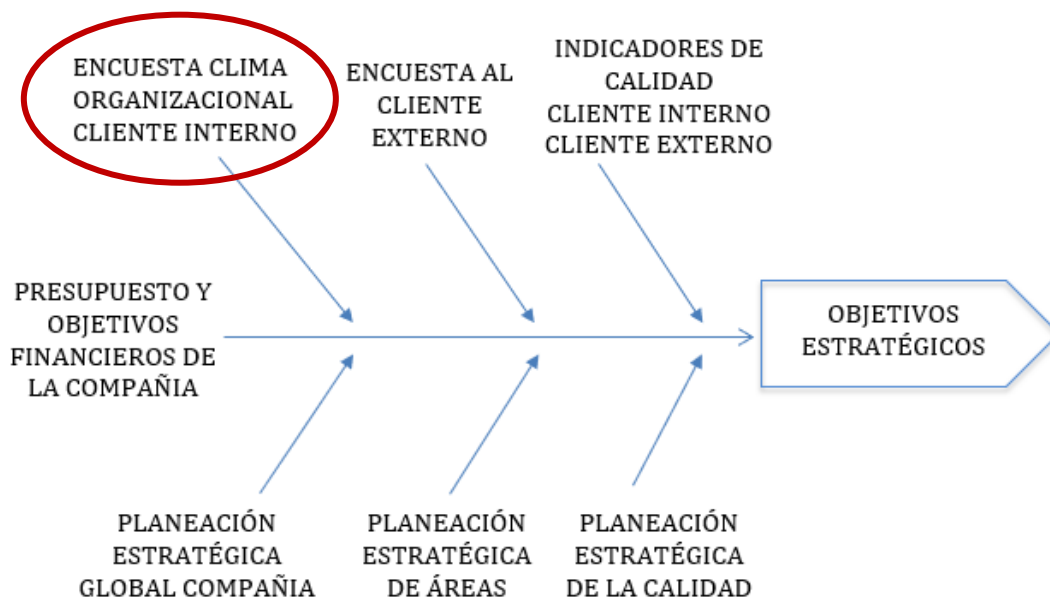 ENCUESTA CLIMA
ORGANIZACIONAL
CLIENTE INTERNO
ENCUESTA AL
CLIENTE
EXTERNO
INDICADORES DE
CALIDAD
CLIENTE INTERNO
CLIENTE EXTERNO
PRESUPUESTO Y
OBJETIVOS
FINANCIEROS DE
LA COMPAÑIA
OBJETIVOS
ESTRATÉGICOS
PLANEACIÓN
ESTRATÉGICA
GLOBAL COMPAÑIA
PLANEACIÓN
ESTRATÉGICA
DE ÁREAS
PLANEACIÓN
ESTRATÉGICA
DE LA CALIDAD